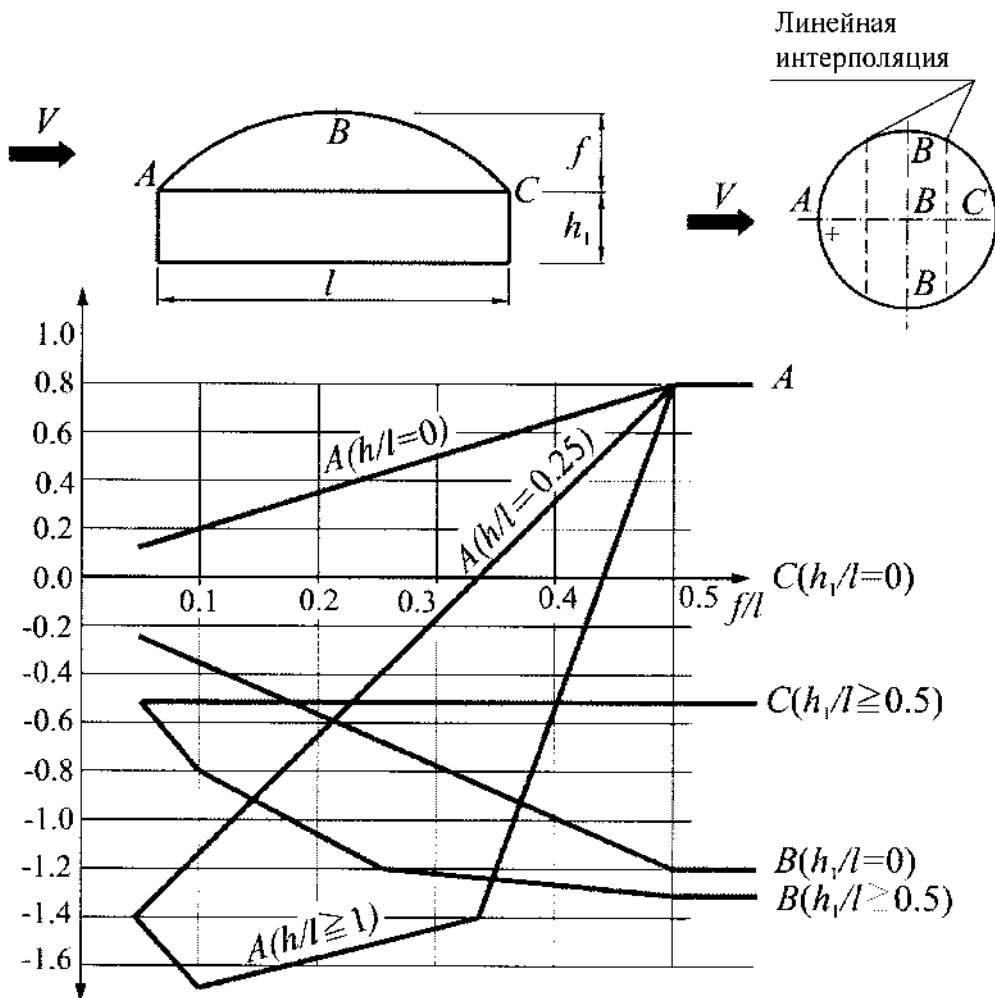 Линейная
интерполяция
V
B
f
A
C
h₁
l
V
B
A
B
C
+
B
1.0
0.8
A
0.6
A(h/l=0)
0.4
A(h/l=0.25)
0.2
0.0
0.1
0.2
0.3
0.4
0.5
f/l
C(h₁/l=0)
-0.2
-0.4
-0.6
C(h₁/l≧0.5)
-0.8
-1.0
-1.2
B(h₁/l=0)
B(h₁/l≧0.5)
-1.4
A(h/l≧1)
-1.6